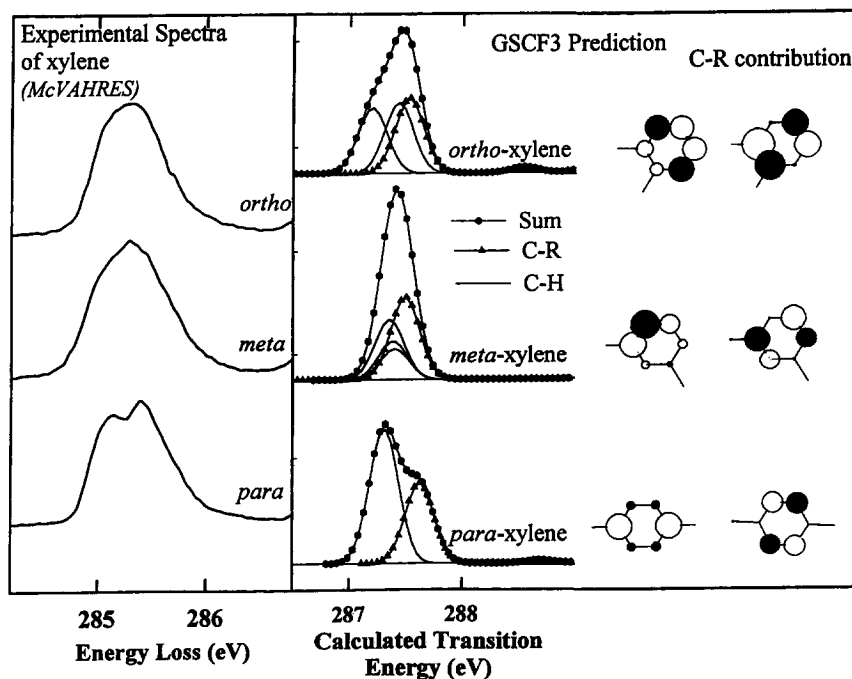 Experimental Spectra
of xylene
(McVAHRES)
ortho
meta
para
285
286
Energy Loss (eV)
GSCF3 Prediction
C-R contribution
ortho-xylene
Sum
C-R
C-H
meta-xylene
para-xylene
287
288
Calculated Transition
Energy (eV)